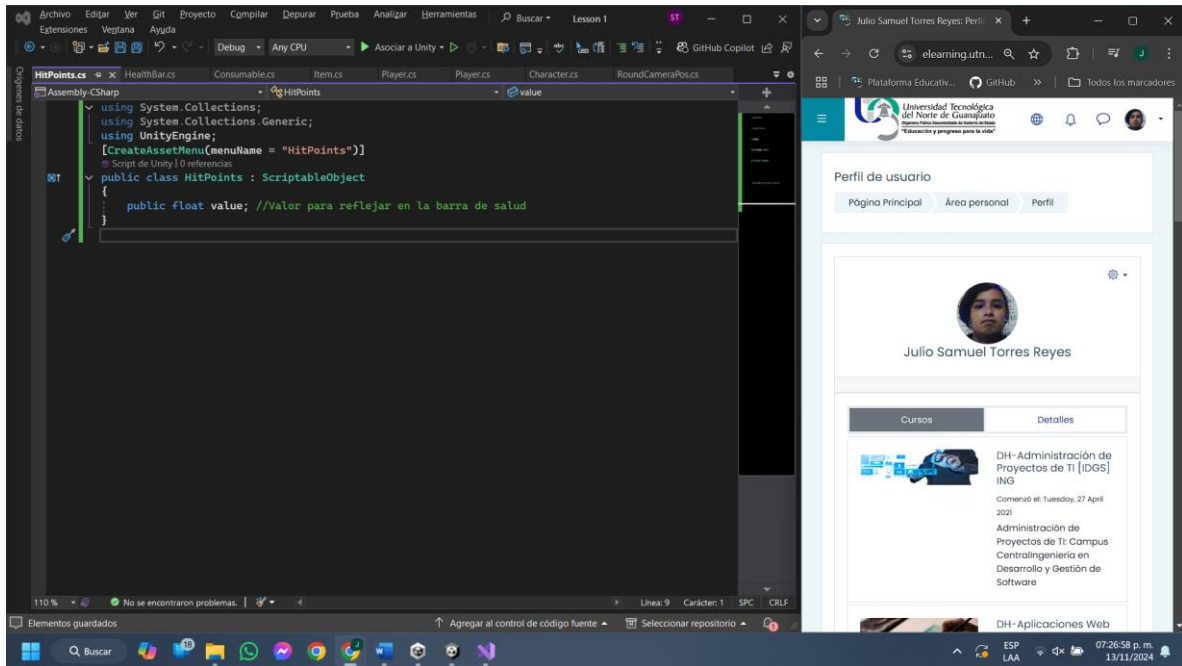 Archivo Editar Ver Git Proyecto Compilar Depurar Prueba Analizar Herramientas Buscar Lesson 1 ST
Extensiones Ventana Ayuda
Debug Any CPU Asociar a Unity GitHub Copilot
Orígenes de datos
HitPoints.cs HealthBar.cs Consumable.cs Item.cs Player.cs Player.cs Character.cs RoundCameraPos.cs
Assembly-CSharp HitPoints value
using System.Collections;
using System.Collections.Generic;
using UnityEngine;
[CreateAssetMenu(menuName = "HitPoints")]
Script de Unity | 0 referencias
public class HitPoints : ScriptableObject
{
public float value; //Valor para reflejar en la barra de salud
}
110 % No se encontraron problemas. Línea: 9 Carácter: 1 SPC CRLF
Elementos guardados Agregar al control de código fuente Seleccionar repositorio
Julio Samuel Torres Reyes: Perfi
elearning.utn... J
Plataforma Educativ... GitHub » Todos los marcadores
Universidad Tecnológica
del Norte de Guanajuato
"Educación y progreso para la vida"
Perfil de usuario
Página Principal Área personal Perfil
Julio Samuel Torres Reyes
Cursos Detalles
DH-Administración de
Proyectos de TI [IDGS]
ING
Comenzó el: Tuesday, 27 April
2021
Administración de
Proyectos de TI: Campus
CentralIngeniería en
Desarrollo y Gestión de
Software
DH-Aplicaciones Web
Buscar 18 ESP
LAA 07:26:58 p. m.
13/11/2024